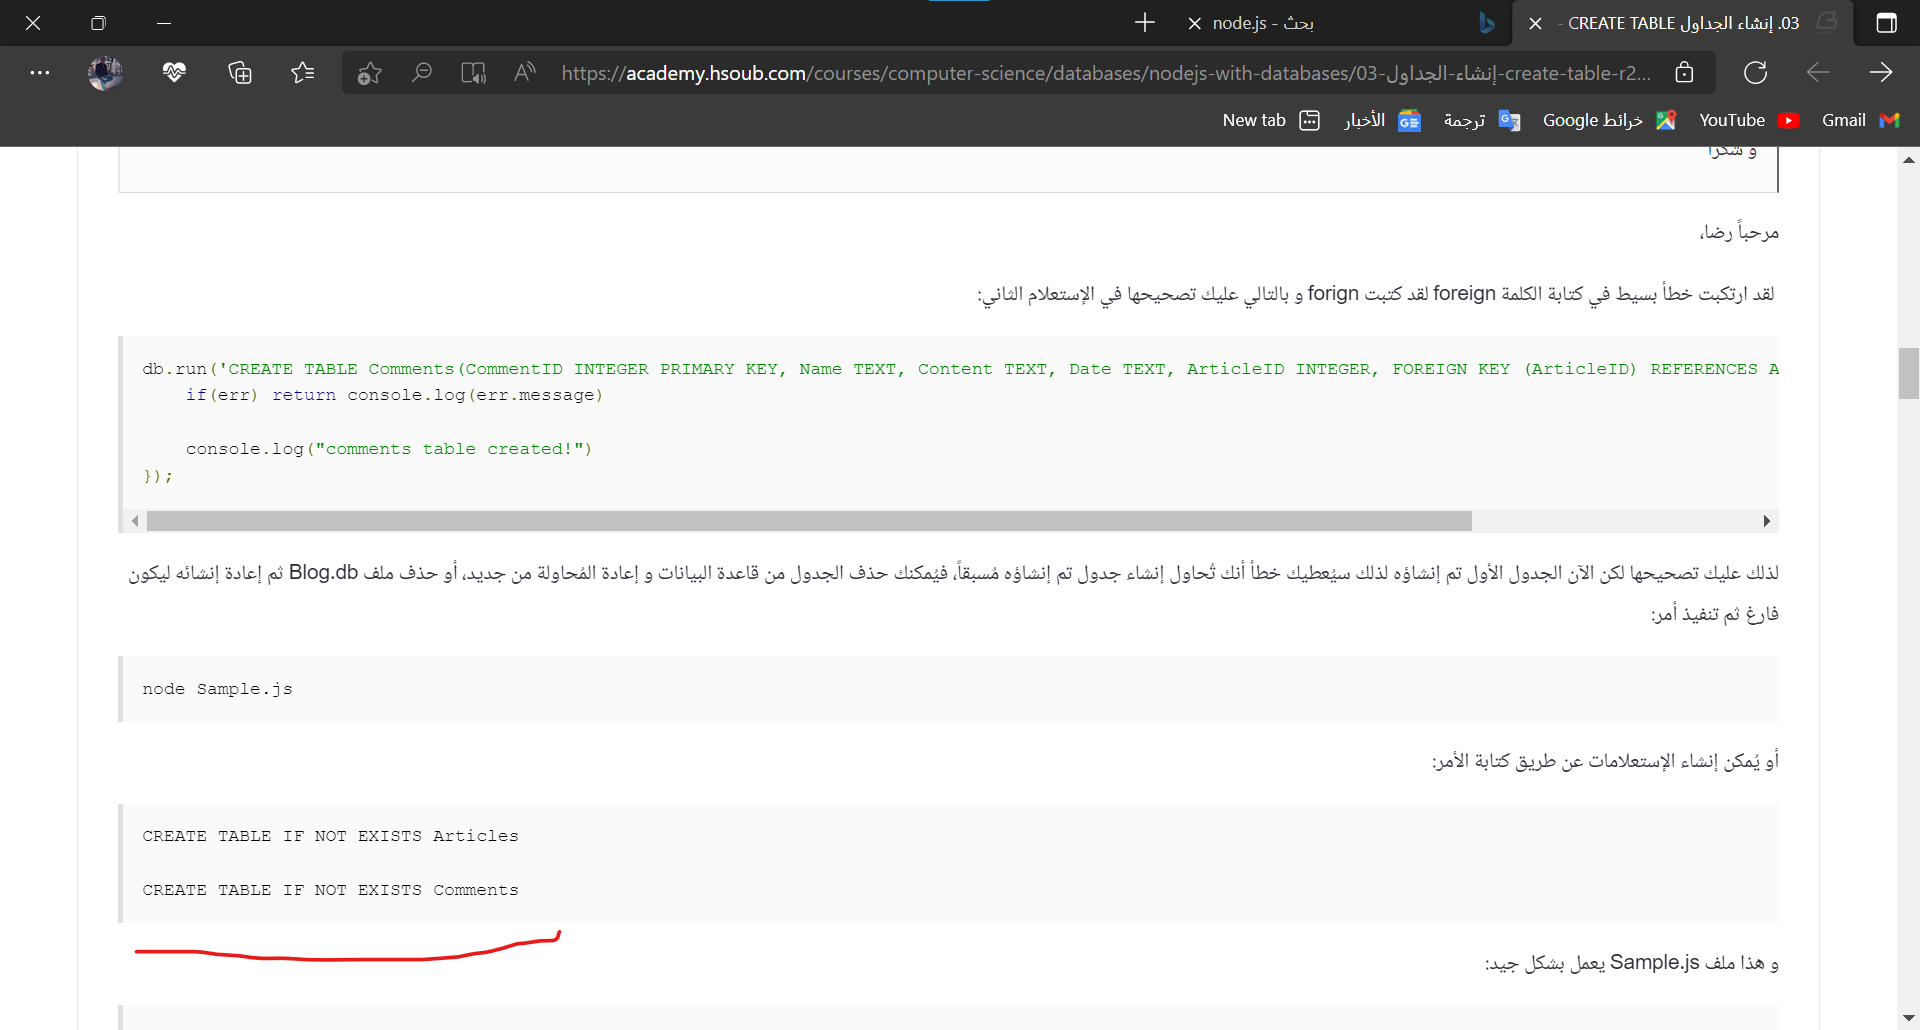 03. إنشاء الجداول CREATE TABLE -
node.js - بحث
https://academy.hsoub.com/courses/computer-science/databases/nodejs-with-databases/03-إنشاء-الجداول-create-table-r2...
Gmail
YouTube
خرائط Google
ترجمة
الأخبار
New tab
و شكرا
مرحباً رضا،
لقد ارتكبت خطأ بسيط في كتابة الكلمة foreign لقد كتبت forign و بالتالي عليك تصحيحها في الإستعلام الثاني:
db.run('CREATE TABLE Comments(CommentID INTEGER PRIMARY KEY, Name TEXT, Content TEXT, Date TEXT, ArticleID INTEGER, FOREIGN KEY (ArticleID) REFERENCES A
if(err) return console.log(err.message)
console.log("comments table created!")
});
لذلك عليك تصحيحها لكن الآن الجدول الأول تم إنشاؤه لذلك سيُعطيك خطأ أنك تُحاول إنشاء جدول تم إنشاؤه مُسبقاً، فيُمكنك حذف الجدول من قاعدة البيانات و إعادة المُحاولة من جديد، أو حذف ملف Blog.db ثم إعادة إنشائه ليكون
فارغ ثم تنفيذ أمر:
node Sample.js
أو يُمكن إنشاء الإستعلامات عن طريق كتابة الأمر:
CREATE TABLE IF NOT EXISTS Articles
CREATE TABLE IF NOT EXISTS Comments
و هذا ملف Sample.js يعمل بشكل جيد: